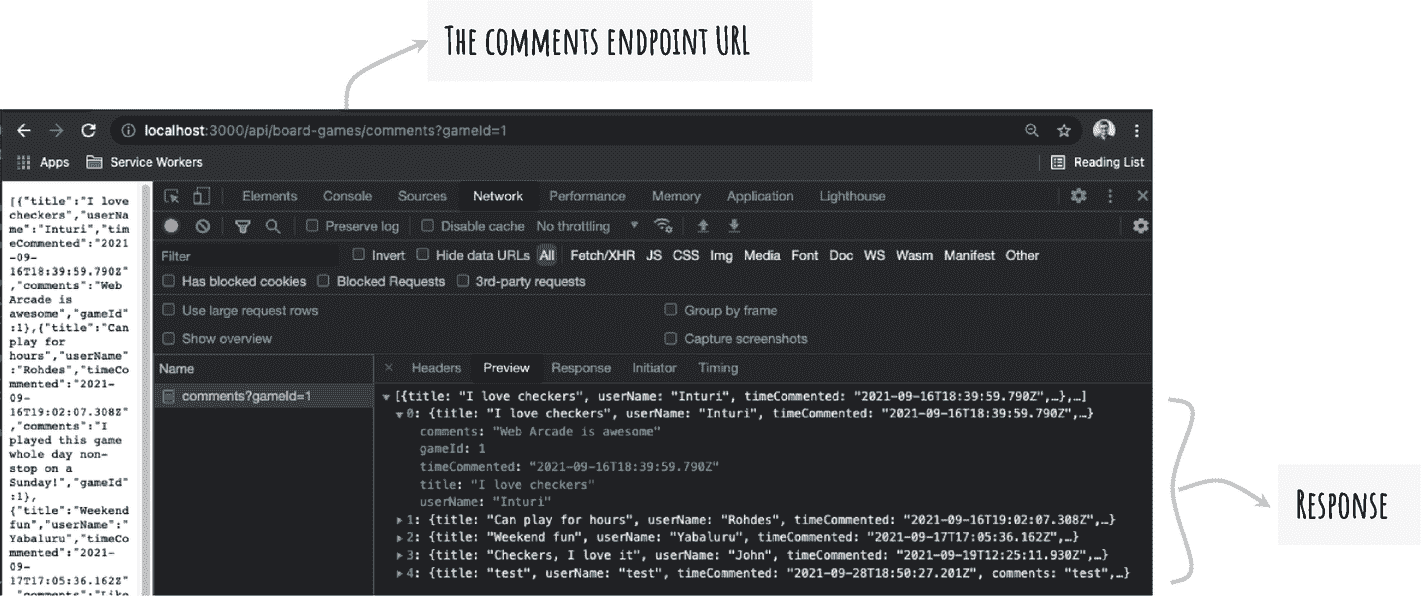 The comments endpoint URL
localhost:3000/api/board-games/comments?gameId=1
Apps Service Workers Reading List
[{"title":"I love
checkers","userNa
me":"Inturi","tim
eCommented":"2021
-09-
16T18:39:59.790Z"
,"comments":"Web
Arcade is
awesome","gameId"
:1},{"title":"Can
play for
hours","userName"
:"Rohdes","timeCo
mmented":"2021-
09-
16T19:02:07.308Z"
,"comments":"I
played this game
whole day non-
stop on a
Sunday!","gameId"
:1},
{"title":"Weekend
fun","userName":"
Yabaluru","timeCo
mmented":"2021-
09-
17T17:05:36.162Z"
,"comments":"Like
Elements Console Sources Network Performance Memory Application Lighthouse
Preserve log Disable cache No throttling
Filter Invert Hide data URLs All Fetch/XHR JS CSS Img Media Font Doc WS Wasm Manifest Other
Has blocked cookies Blocked Requests 3rd-party requests
Use large request rows Group by frame
Show overview Capture screenshots
Name Headers Preview Response Initiator Timing
comments?gameId=1
[{title: "I love checkers", userName: "Inturi", timeCommented: "2021-09-16T18:39:59.790Z",…},…]
0: {title: "I love checkers", userName: "Inturi", timeCommented: "2021-09-16T18:39:59.790Z",…}
comments: "Web Arcade is awesome"
gameId: 1
timeCommented: "2021-09-16T18:39:59.790Z"
title: "I love checkers"
userName: "Inturi"
1: {title: "Can play for hours", userName: "Rohdes", timeCommented: "2021-09-16T19:02:07.308Z",…}
2: {title: "Weekend fun", userName: "Yabaluru", timeCommented: "2021-09-17T17:05:36.162Z",…}
3: {title: "Checkers, I love it", userName: "John", timeCommented: "2021-09-19T12:25:11.930Z",…}
4: {title: "test", userName: "test", timeCommented: "2021-09-28T18:50:27.201Z", comments: "test",…}
Response